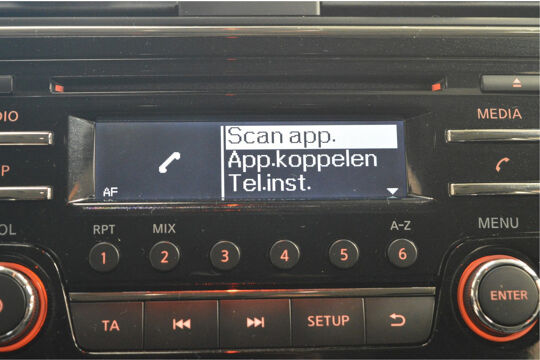 DIO
MEDIA
Scan app.
App.koppelen
Tel.inst.
AF
P
OL
RPT
MIX
A-Z
MENU
1 2 3 4 5 6
ENTER
TA
SETUP